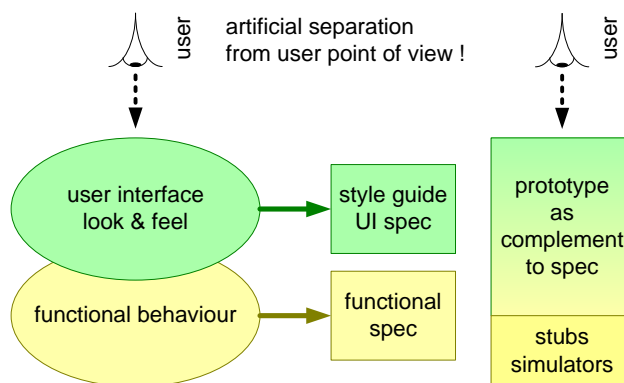 user
artificial separation
from user point of view !
user
user interface
look & feel
style guide
UI spec
prototype
as
complement
to spec
functional behaviour
functional
spec
stubs
simulators